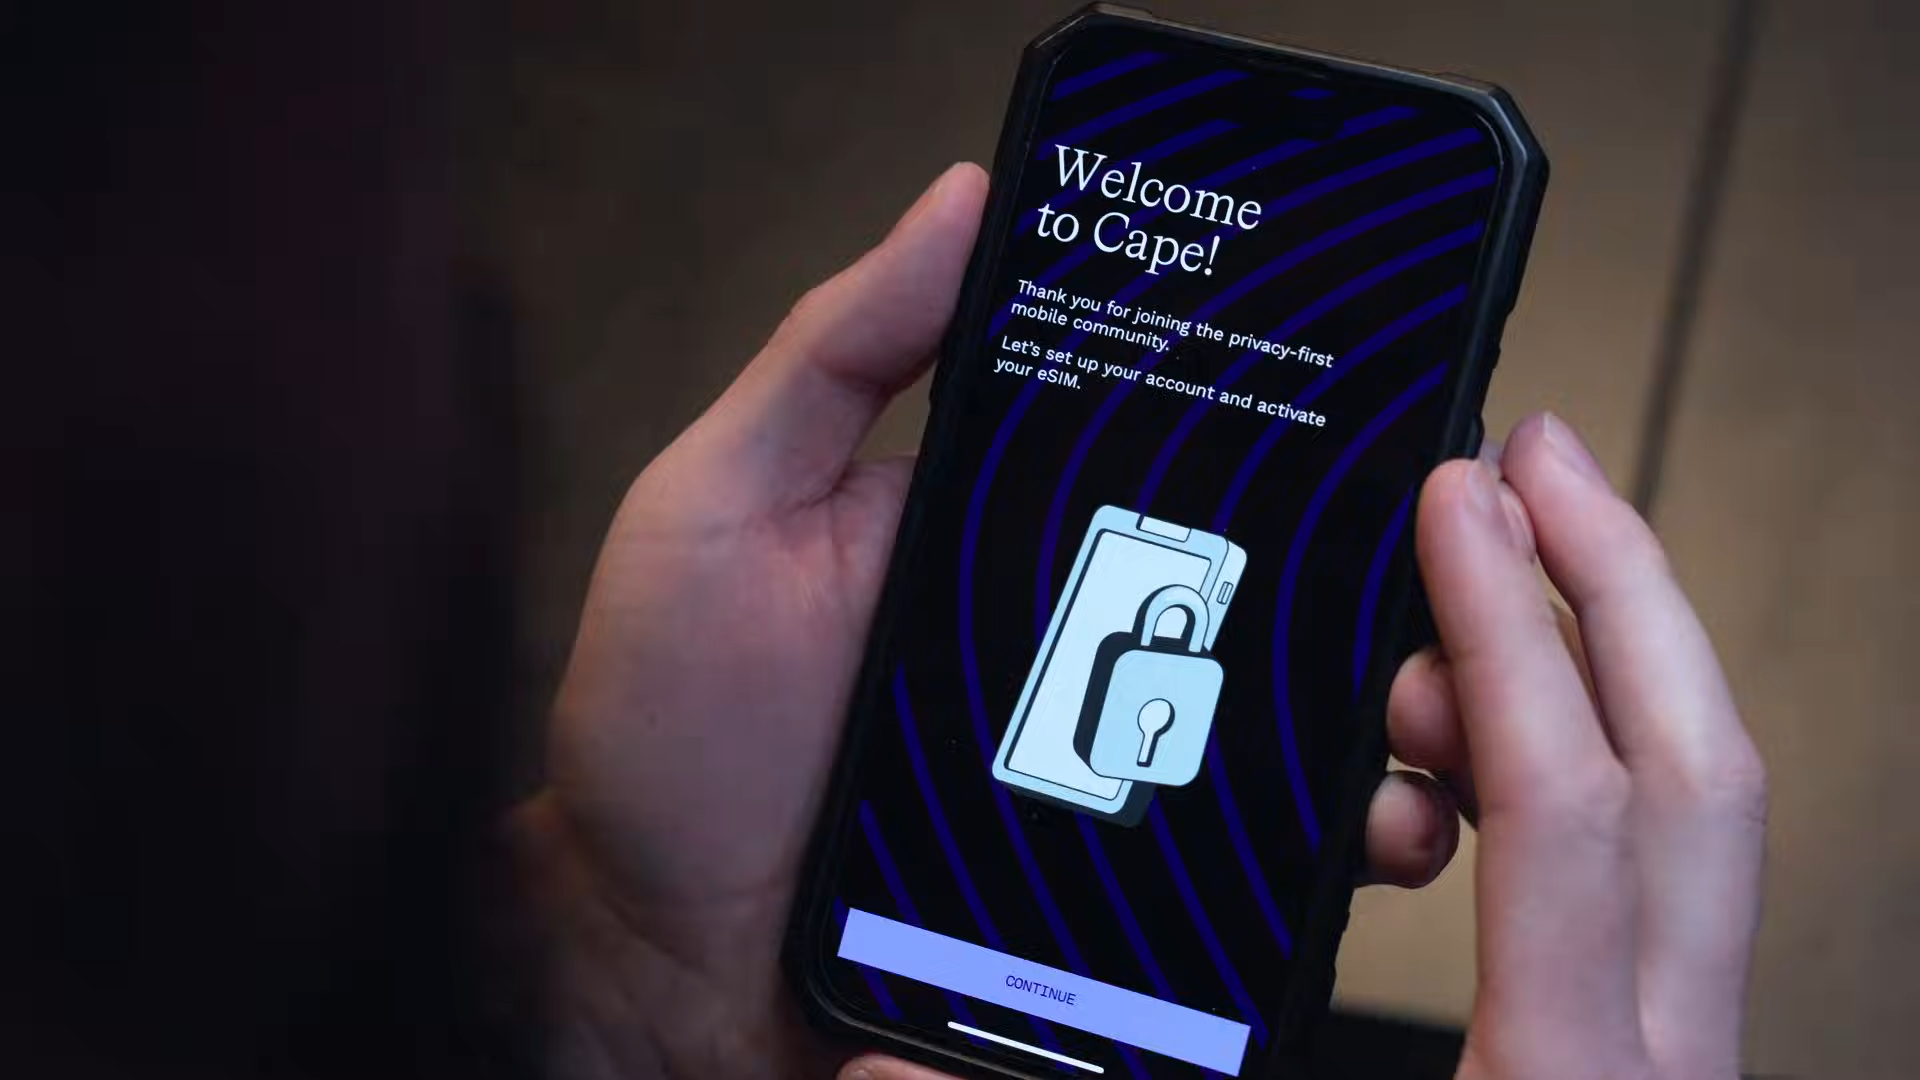 Welcome
to Cape!
Thank you for joining the privacy-first
mobile community.
Let's set up your account and activate
your eSIM.
CONTINUE